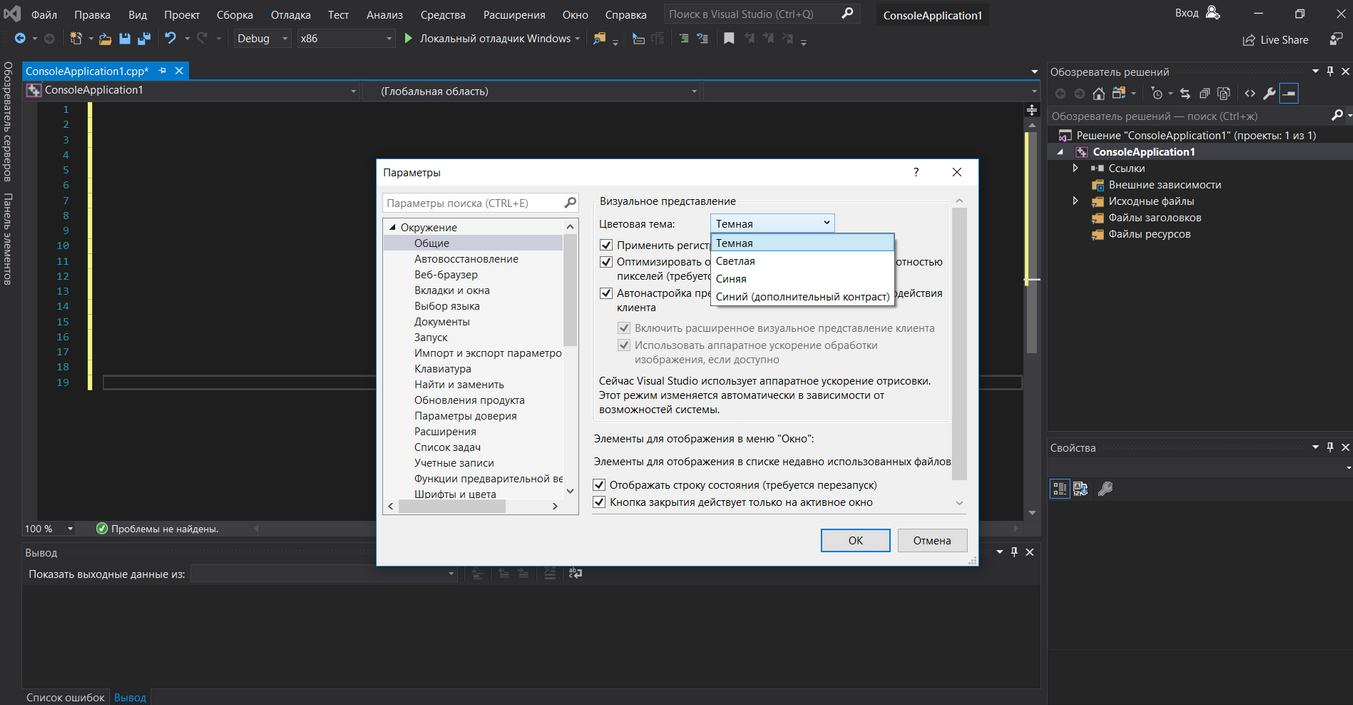 Файл Правка Вид Проект Сборка Отладка Тест Анализ Средства Расширения Окно Справка Поиск в Visual Studio (Ctrl+Q) ConsoleApplication1 Вход
Debug x86 Локальный отладчик Windows Live Share
Обозреватель серверов
Панель элементов
ConsoleApplication1.cpp*
ConsoleApplication1 (Глобальная область)
1
2
3
4
5
6
7
8
9
10
11
12
13
14
15
16
17
18
19
100 % Проблемы не найдены.
Параметры ?
Параметры поиска (CTRL+E)
Окружение
Общие
Автовосстановление
Веб-браузер
Вкладки и окна
Выбор языка
Документы
Запуск
Импорт и экспорт параметро
Клавиатура
Найти и заменить
Обновления продукта
Параметры доверия
Расширения
Список задач
Учетные записи
Функции предварительной ве
Шрифты и цвета
Визуальное представление
Цветовая тема: Темная
Темная
Светлая
Синяя
Синий (дополнительный контраст)
Применить регист
Оптимизировать о отностью
пикселей (требуетс
Автонастройка пре одействия
клиента
Включить расширенное визуальное представление клиента
Использовать аппаратное ускорение обработки
изображения, если доступно
Сейчас Visual Studio использует аппаратное ускорение отрисовки.
Этот режим изменяется автоматически в зависимости от
возможностей системы.
Элементы для отображения в меню "Окно":
Элементы для отображения в списке недавно использованных файлов
Отображать строку состояния (требуется перезапуск)
Кнопка закрытия действует только на активное окно
ОК Отмена
Обозреватель решений
Обозреватель решений — поиск (Ctrl+ж)
Решение "ConsoleApplication1" (проекты: 1 из 1)
ConsoleApplication1
Ссылки
Внешние зависимости
Исходные файлы
Файлы заголовков
Файлы ресурсов
Свойства
Вывод
Показать выходные данные из:
Список ошибок Вывод